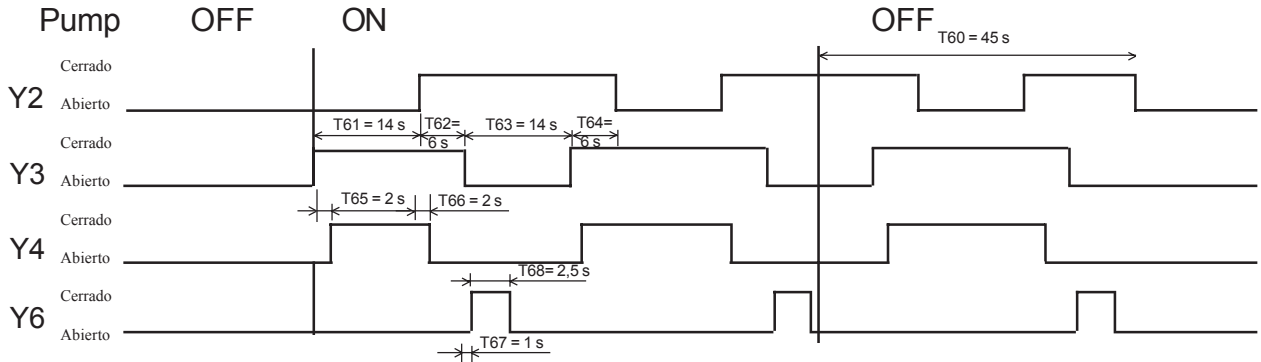 Pump OFF ON OFF
T60 = 45 s
Cerrado
Y2 Abierto
T61 = 14 s T62= 6 s T63 = 14 s T64= 6 s
Cerrado
Y3 Abierto
T65 = 2 s T66 = 2 s
Cerrado
Y4 Abierto
T68= 2,5 s
Cerrado
Y6 Abierto
T67 = 1 s